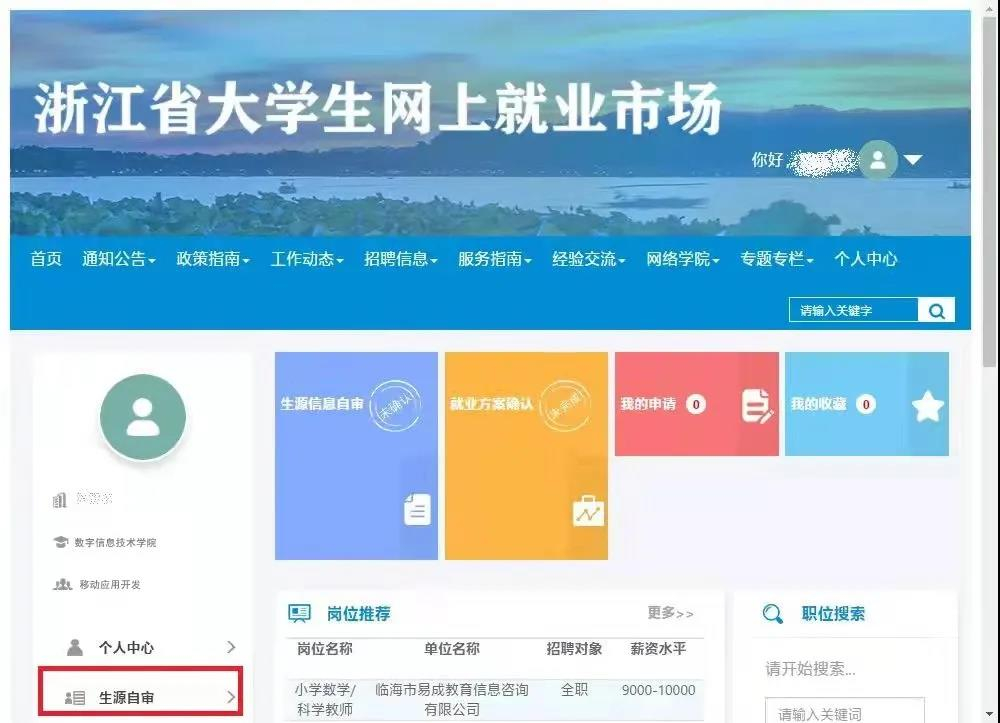 浙江省大学生网上就业市场
你好,
首页 通知公告 政策指南 工作动态 招聘信息 服务指南 经验交流 网络学院 专题专栏 个人中心
请输入关键字
生源信息自审 未确认
就业方案确认
我的申请 0
我的收藏 0
数字信息技术学院
移动应用开发
个人中心
生源自审
岗位推荐 更多>>
岗位名称 单位名称 招聘对象 薪资水平
小学数学/科学教师 临海市易成教育信息咨询有限公司 全职 9000-10000
职位搜索
请开始搜索...
请输入关键词